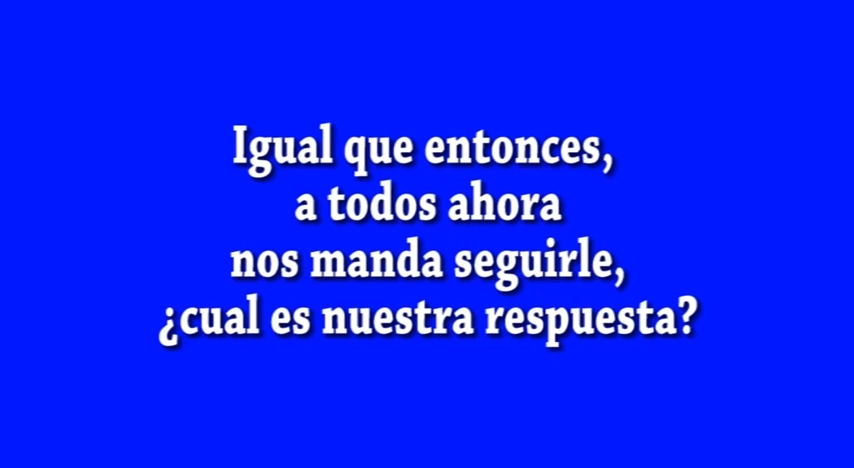 Igual que entonces,
a todos ahora
nos manda seguirle,
¿cual es nuestra respuesta?